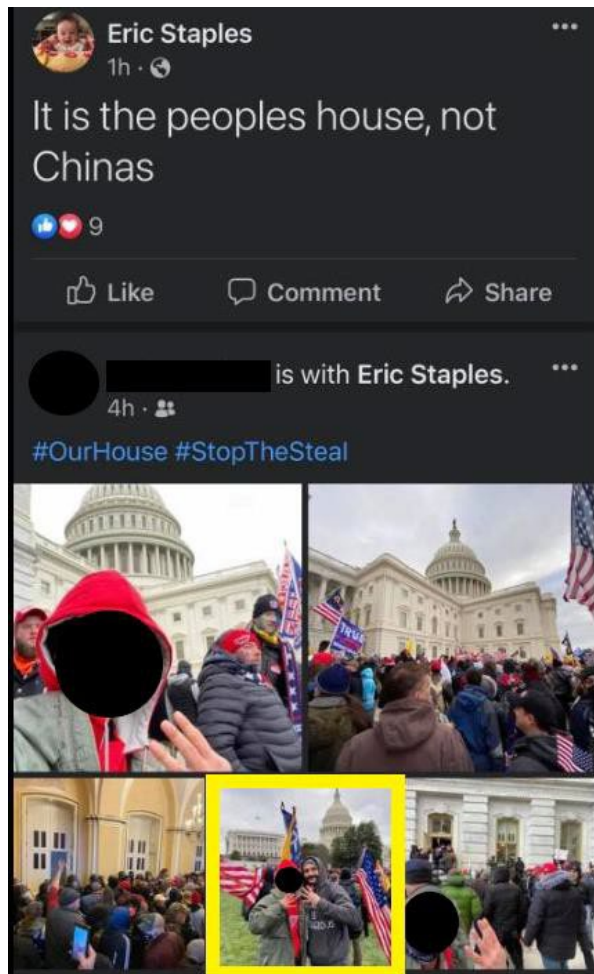 Eric Staples
1h ·
It is the peoples house, not
Chinas
9
Like Comment Share
is with Eric Staples.
4h ·
#OurHouse #StopTheSteal
TRUMP